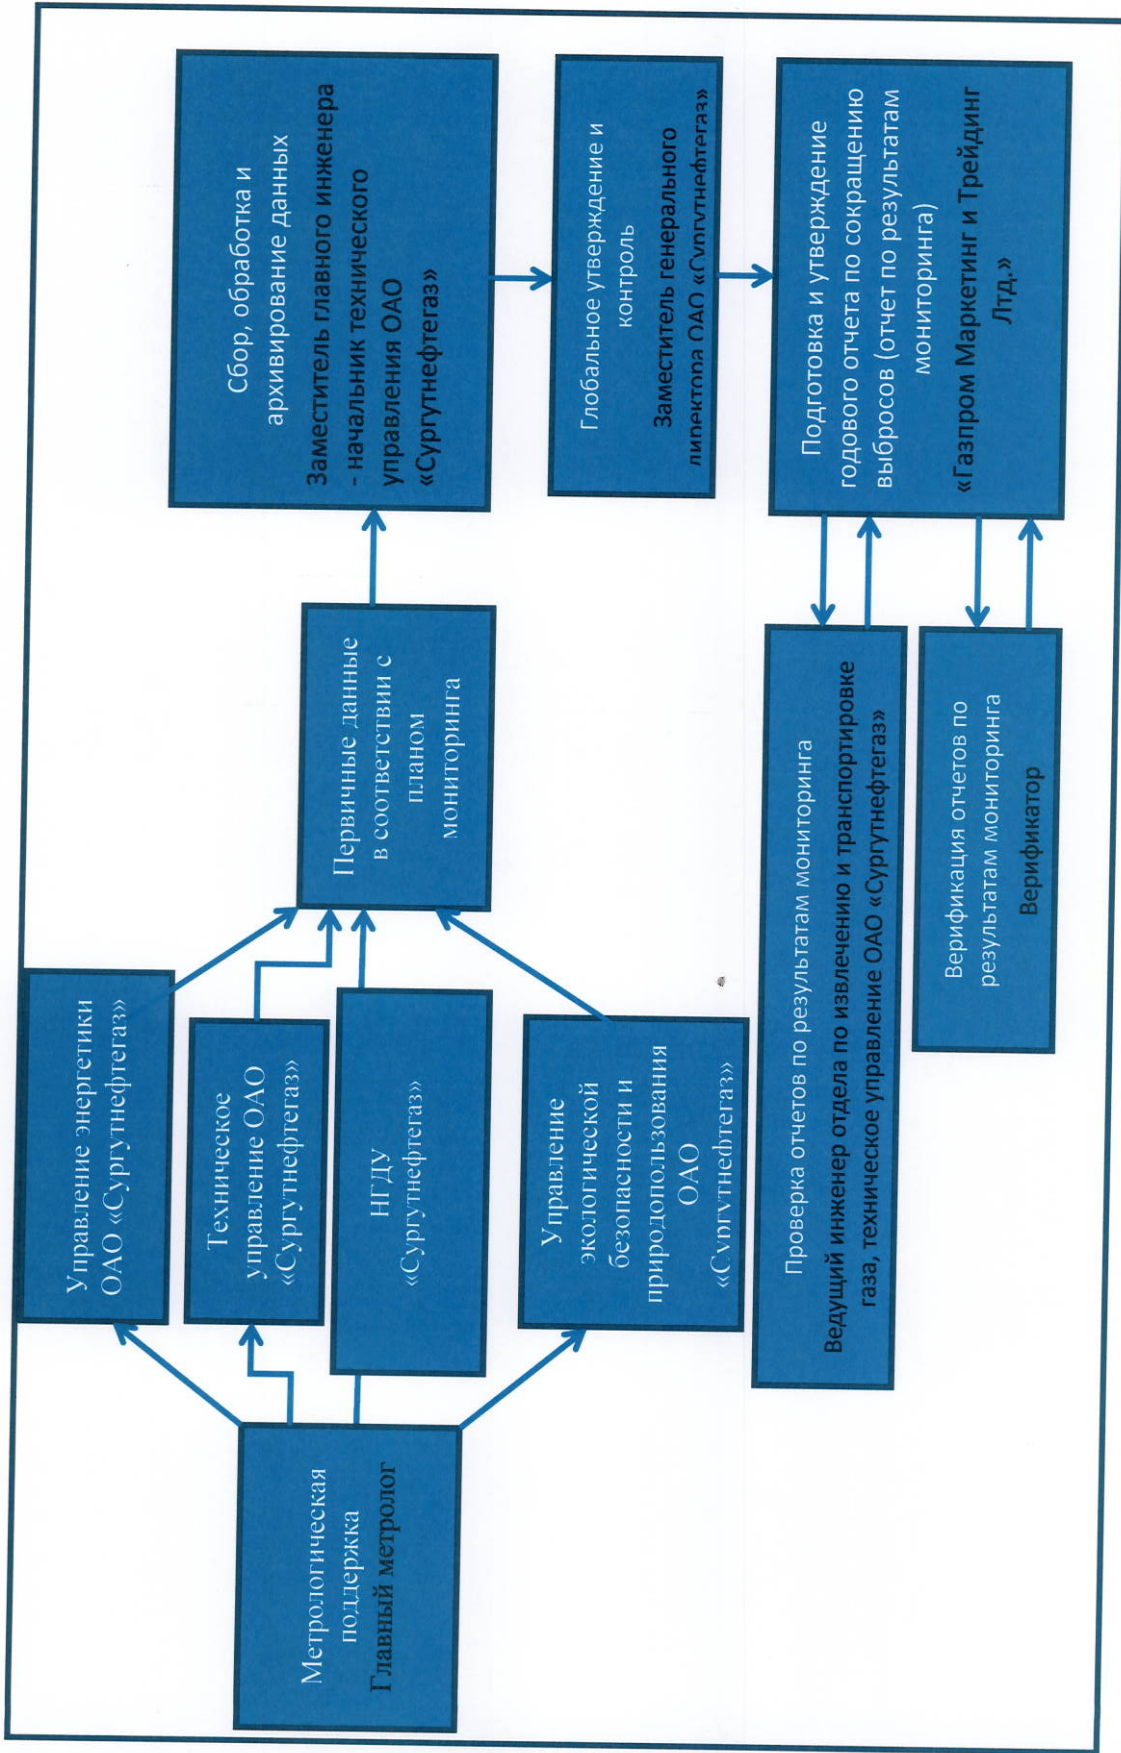 Метрологическая
поддержка
Главный метролог
Управление энергетики
ОАО «Сургутнефтегаз»
Техническое
управление ОАО
«Сургутнефтегаз»
НГДУ
«Сургутнефтегаз»
Управление
экологической
безопасности и
природопользования
ОАО
«Сургутнефтегаз»
Первичные данные
в соответствии с
планом
мониторинга
Сбор, обработка и
архивирование данных
Заместитель главного инженера
- начальник технического
управления ОАО
«Сургутнефтегаз»
Глобальное утверждение и
контроль
Заместитель генерального
директора ОАО «Сургутнефтегаз»
Подготовка и утверждение
годового отчета по сокращению
выбросов (отчет по результатам
мониторинга)
«Газпром Маркетинг и Трейдинг
Лтд.»
Проверка отчетов по результатам мониторинга
Ведущий инженер отдела по извлечению и транспортировке
газа, техническое управление ОАО «Сургутнефтегаз»
Верификация отчетов по
результатам мониторинга
Верификатор